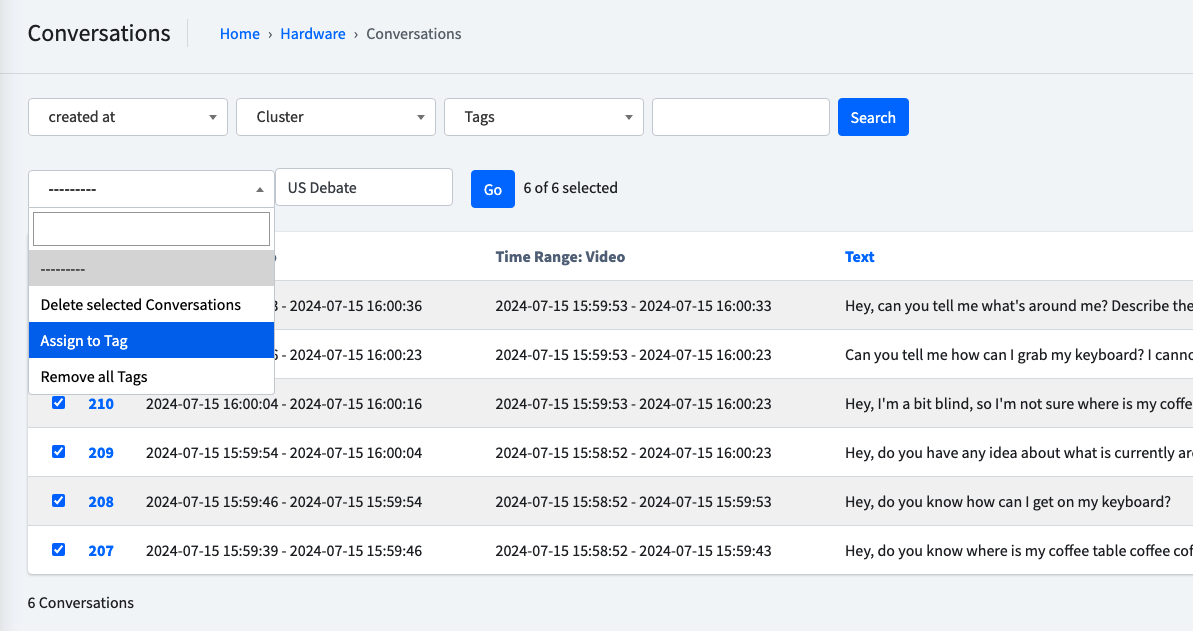 Conversations Home › Hardware › Conversations
created at Cluster Tags Search
--------- US Debate Go 6 of 6 selected
---------
Delete selected Conversations
Assign to Tag
Remove all Tags
Time Range: Video Text
- 2024-07-15 16:00:36 2024-07-15 15:59:53 - 2024-07-15 16:00:33 Hey, can you tell me what's around me? Describe the
- 2024-07-15 16:00:23 2024-07-15 15:59:53 - 2024-07-15 16:00:23 Can you tell me how can I grab my keyboard? I canno
210 2024-07-15 16:00:04 - 2024-07-15 16:00:16 2024-07-15 15:59:53 - 2024-07-15 16:00:23 Hey, I'm a bit blind, so I'm not sure where is my coffe
209 2024-07-15 15:59:54 - 2024-07-15 16:00:04 2024-07-15 15:58:52 - 2024-07-15 16:00:23 Hey, do you have any idea about what is currently aro
208 2024-07-15 15:59:46 - 2024-07-15 15:59:54 2024-07-15 15:58:52 - 2024-07-15 15:59:53 Hey, do you know how can I get on my keyboard?
207 2024-07-15 15:59:39 - 2024-07-15 15:59:46 2024-07-15 15:58:52 - 2024-07-15 15:59:43 Hey, do you know where is my coffee table coffee cof
6 Conversations